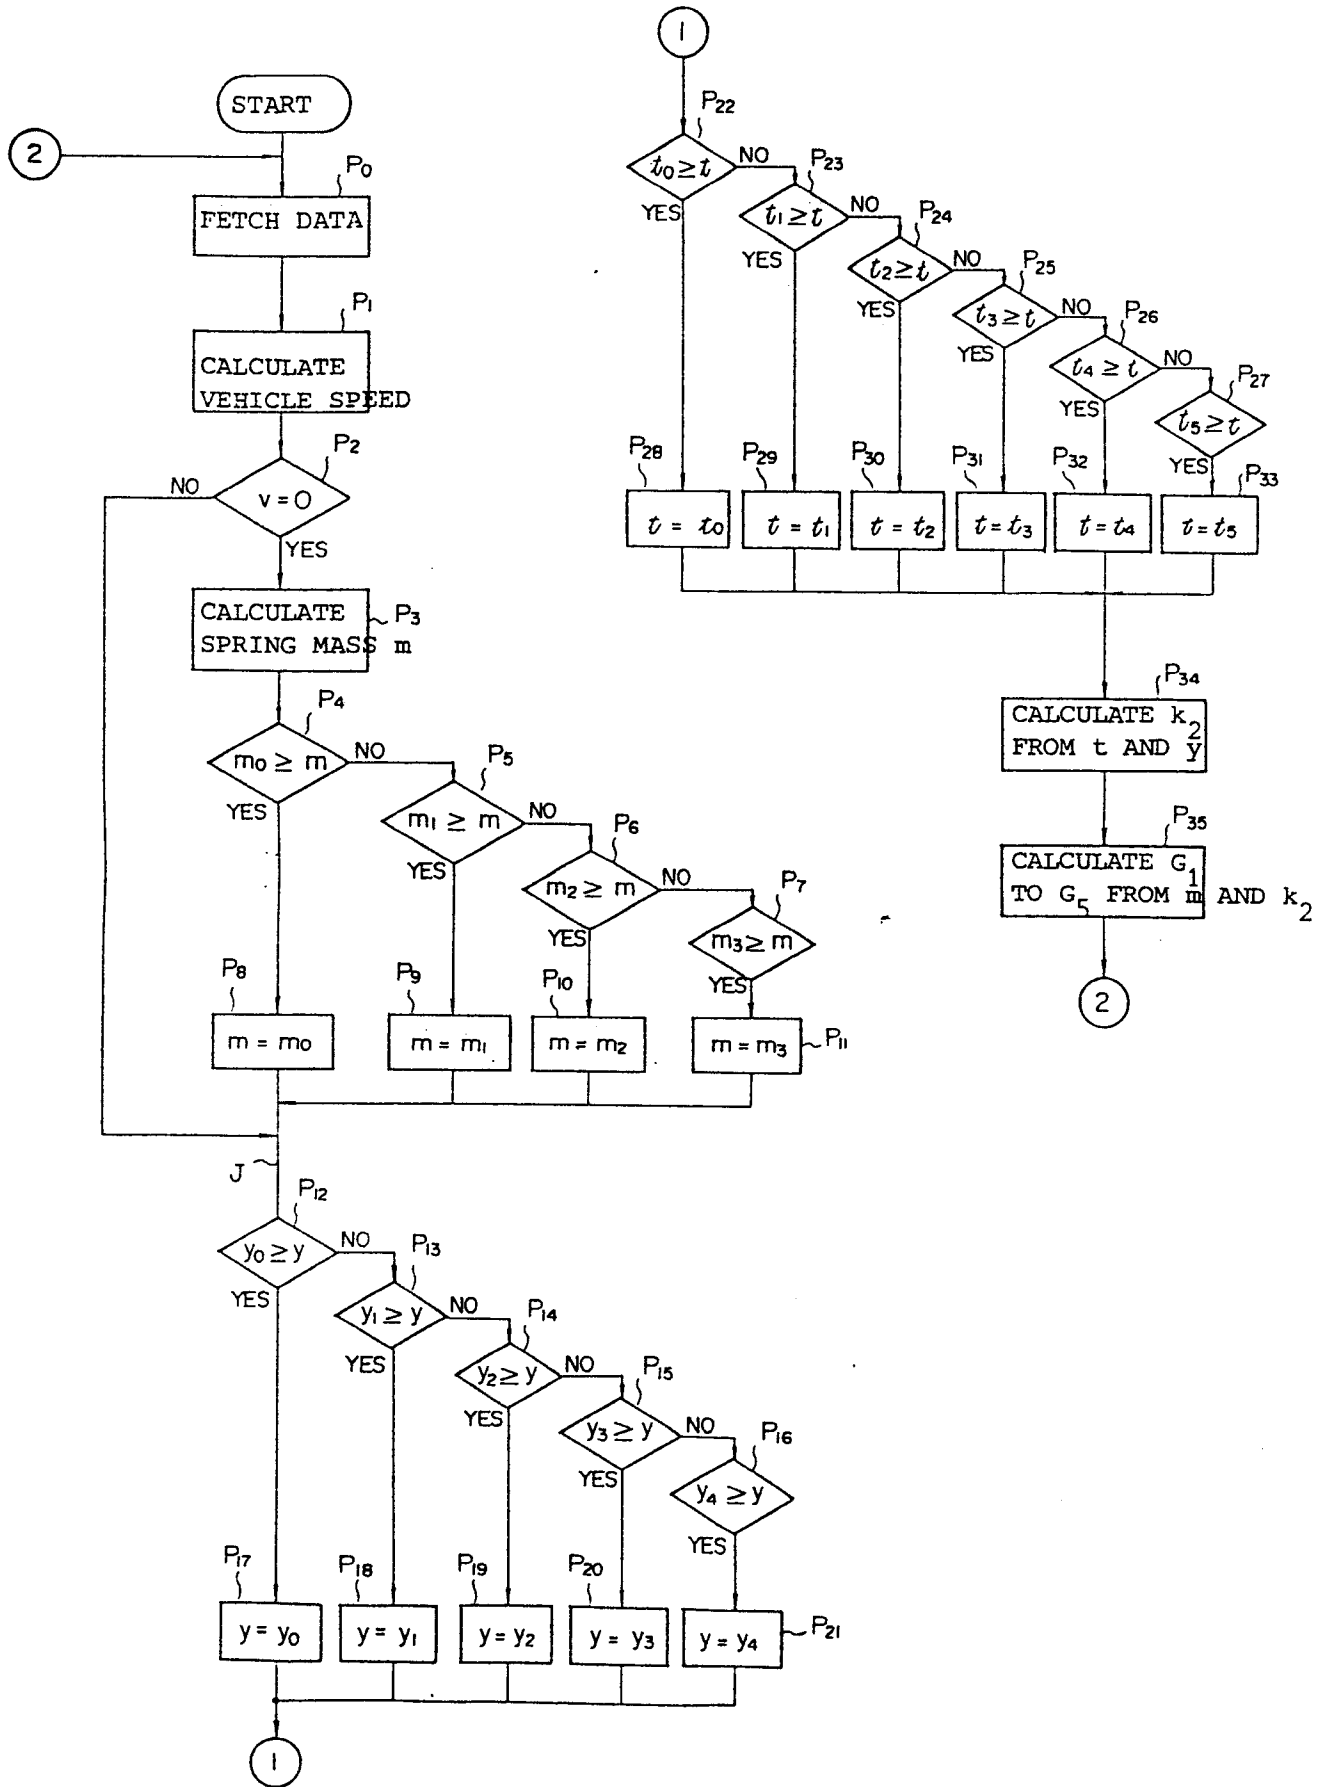 START
2
P0
FETCH DATA
P1
CALCULATE
VEHICLE SPEED
P2
NO
v = 0
YES
CALCULATE
SPRING MASS m
P3
P4
m0 ≥ m
NO
YES
P5
m1 ≥ m
NO
YES
P6
m2 ≥ m
NO
YES
P7
m3 ≥ m
YES
P8
m = m0
P9
m = m1
P10
m = m2
m = m3
P11
J
P12
y0 ≥ y
NO
YES
P13
y1 ≥ y
NO
YES
P14
y2 ≥ y
NO
YES
P15
y3 ≥ y
NO
YES
P16
y4 ≥ y
YES
P17
y = y0
P18
y = y1
P19
y = y2
P20
y = y3
y = y4
P21
1
1
P22
t0 ≥ t
NO
YES
P23
t1 ≥ t
NO
YES
P24
t2 ≥ t
NO
YES
P25
t3 ≥ t
NO
YES
P26
t4 ≥ t
NO
YES
P27
t5 ≥ t
YES
P28
t = t0
P29
t = t1
P30
t = t2
P31
t = t3
P32
t = t4
P33
t = t5
P34
CALCULATE k2
FROM t AND y
P35
CALCULATE G1
TO G5 FROM m AND k2
2